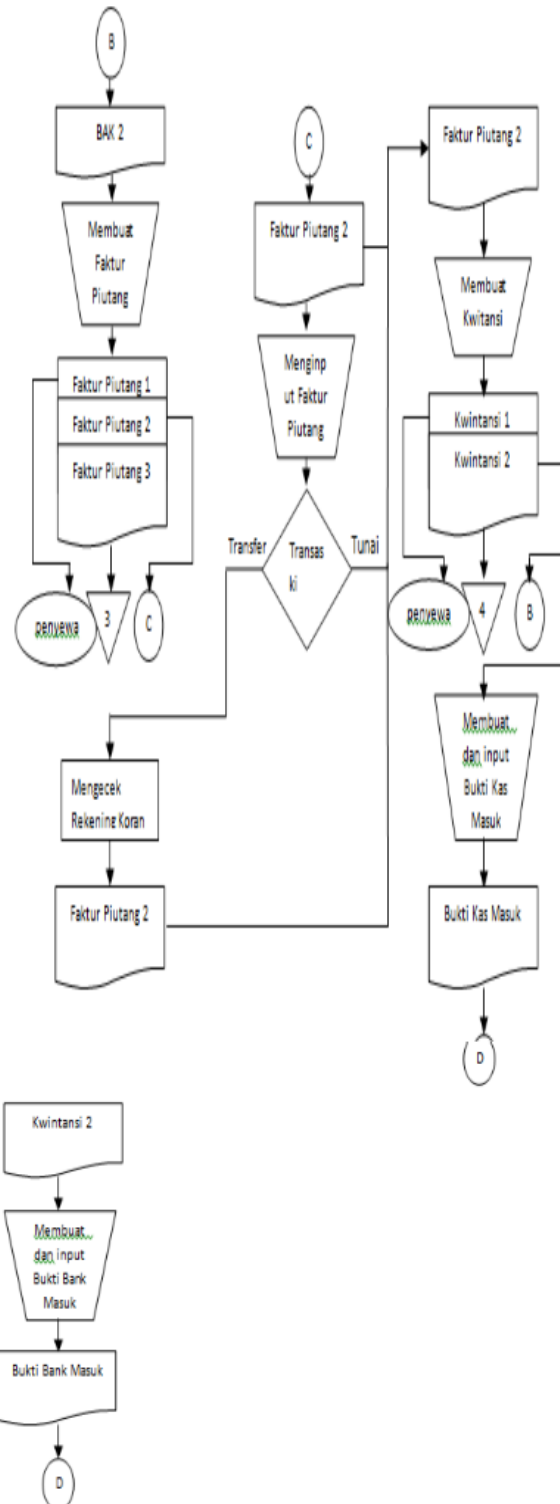 B
BAK 2
Membuat
Faktur
Piutang
Faktur Piutang 1
Faktur Piutang 2
Faktur Piutang 3
penyewa
3
C
C
Faktur Piutang 2
Menginp
ut Faktur
Piutang
Transfer
Transas
ki
Tunai
Mengecek
Rekening Koran
Faktur Piutang 2
Faktur Piutang 2
Membuat
Kwitansi
Kwintansi 1
Kwintansi 2
penyewa
4
B
Membuat
dan input
Bukti Kas
Masuk
Bukti Kas Masuk
D
Kwintansi 2
Membuat
dan input
Bukti Bank
Masuk
Bukti Bank Masuk
D